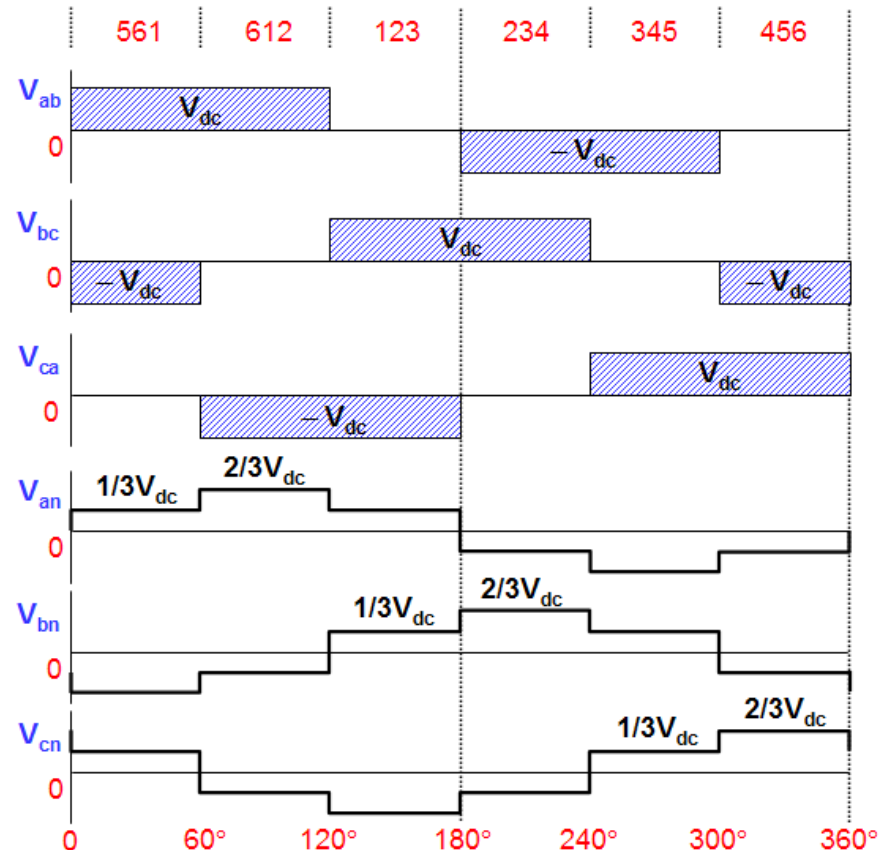 561 612 123 234 345 456
Vab
Vdc
0
– Vdc
Vbc
Vdc
0
– Vdc – Vdc
Vca
Vdc
0
– Vdc
Van 1/3Vdc 2/3Vdc
0
Vbn 1/3Vdc 2/3Vdc
0
Vcn 1/3Vdc 2/3Vdc
0
0 60° 120° 180° 240° 300° 360°